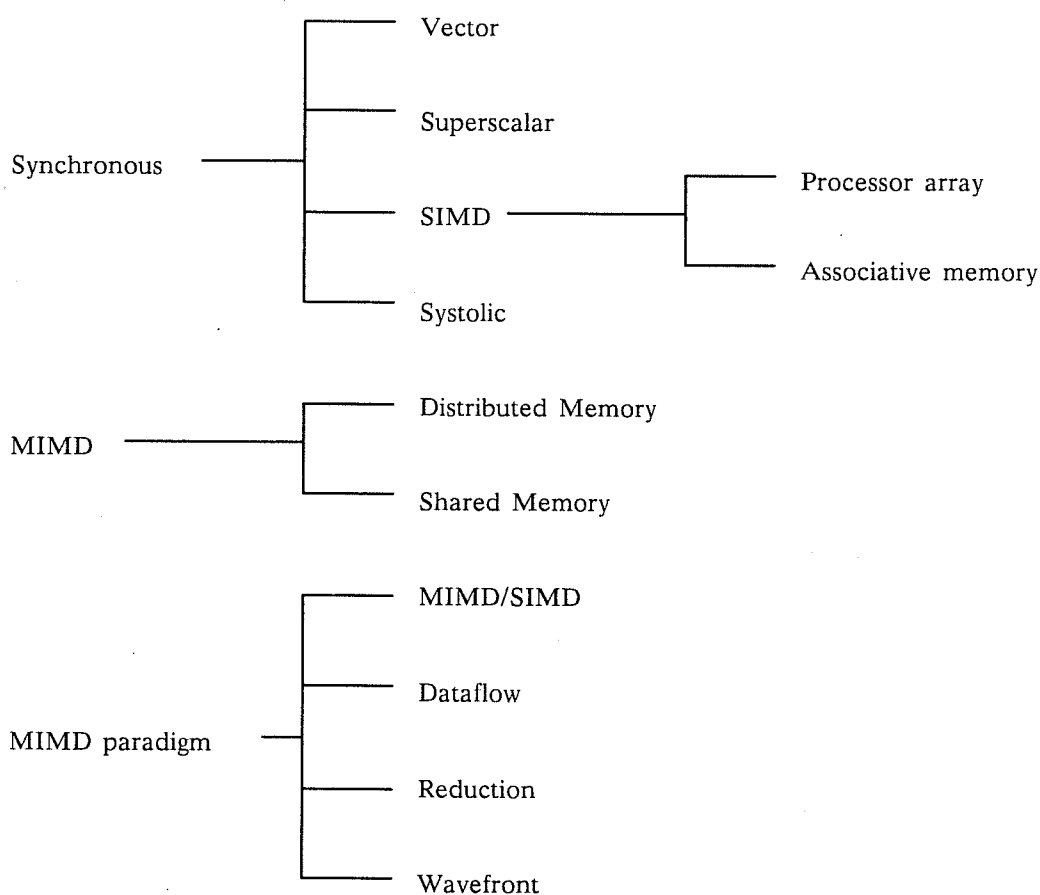 Vector
Superscalar
Synchronous
SIMD
Processor array
Associative memory
Systolic
Distributed Memory
MIMD
Shared Memory
MIMD/SIMD
Dataflow
MIMD paradigm
Reduction
Wavefront